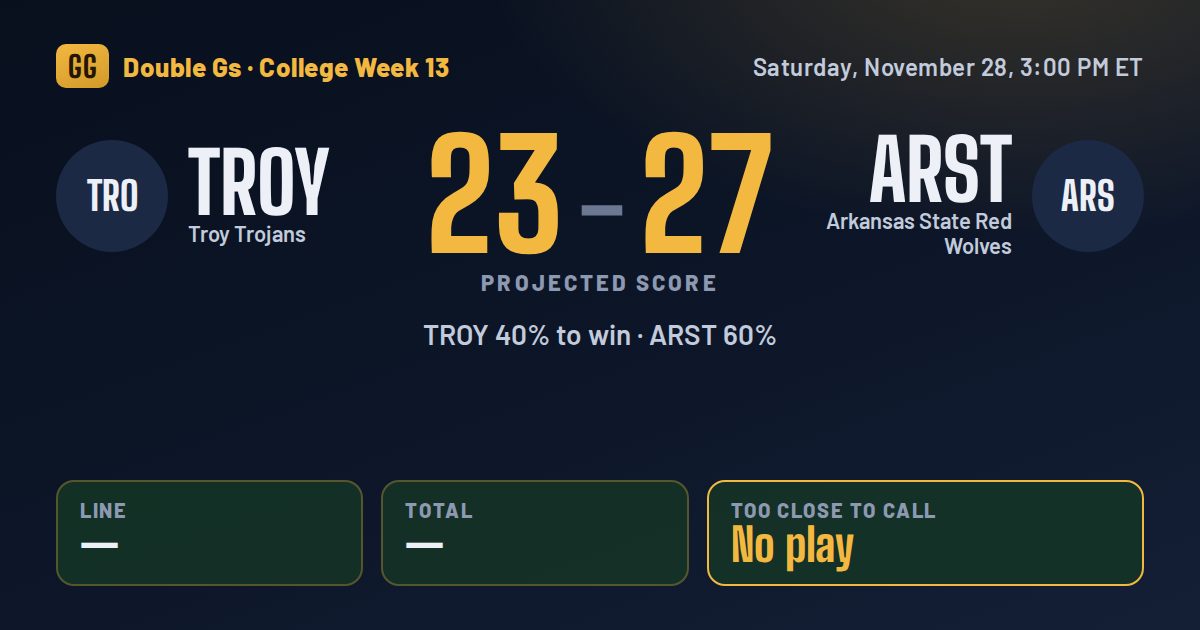 GG
Double Gs · College Week 13
Saturday, November 28, 3:00 PM ET
TRO
TROY
Troy Trojans
23 – 27
PROJECTED SCORE
TROY 40% to win · ARST 60%
ARST
Arkansas State Red
Wolves
ARS
LINE
—
TOTAL
—
TOO CLOSE TO CALL
No play